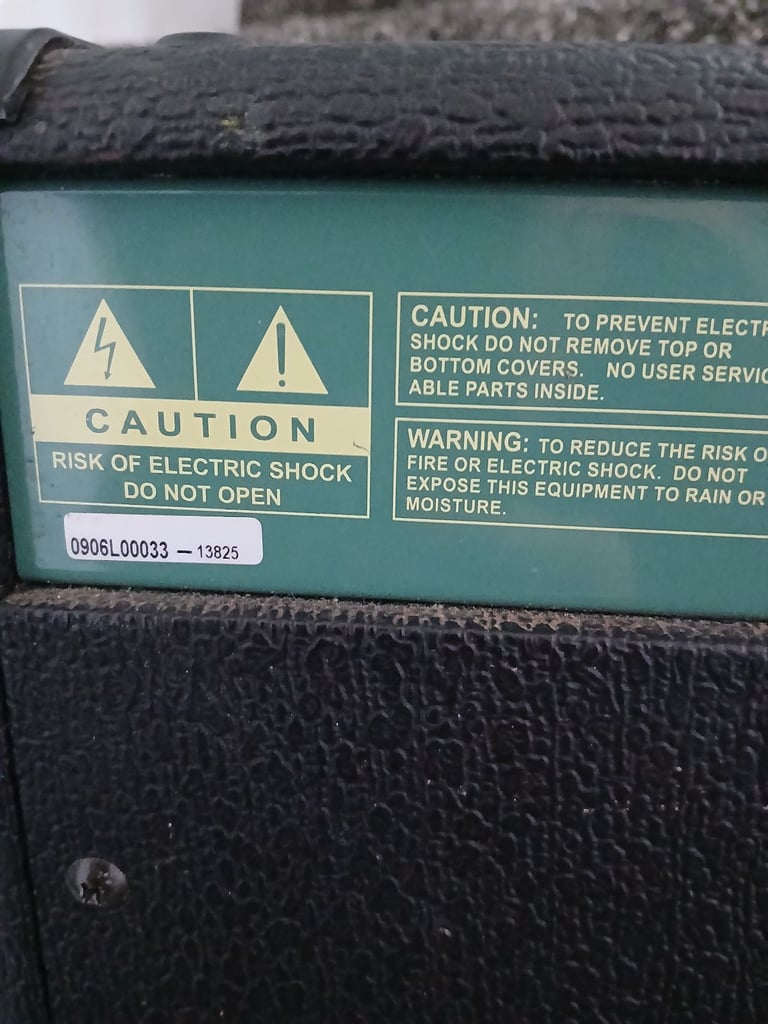 CAUTION
RISK OF ELECTRIC SHOCK
DO NOT OPEN
0906L00033 — 13825
CAUTION: TO PREVENT ELECTR
SHOCK DO NOT REMOVE TOP OR
BOTTOM COVERS. NO USER SERVIC
ABLE PARTS INSIDE.
WARNING: TO REDUCE THE RISK O
FIRE OR ELECTRIC SHOCK. DO NOT
EXPOSE THIS EQUIPMENT TO RAIN OR
MOISTURE.